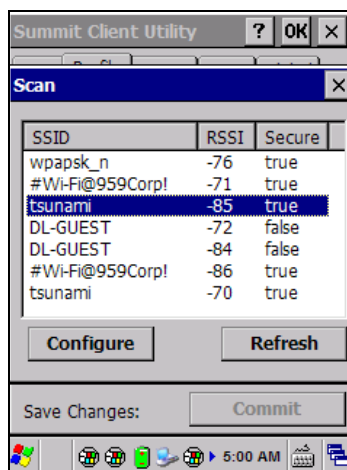 Summit Client Utility ? OK ×
Scan ×
SSID RSSI Secure
wpapsk_n -76 true
#Wi-Fi@959Corp! -71 true
tsunami -85 true
DL-GUEST -72 false
DL-GUEST -84 false
#Wi-Fi@959Corp! -86 true
tsunami -70 true
Configure Refresh
Save Changes: Commit
5:00 AM